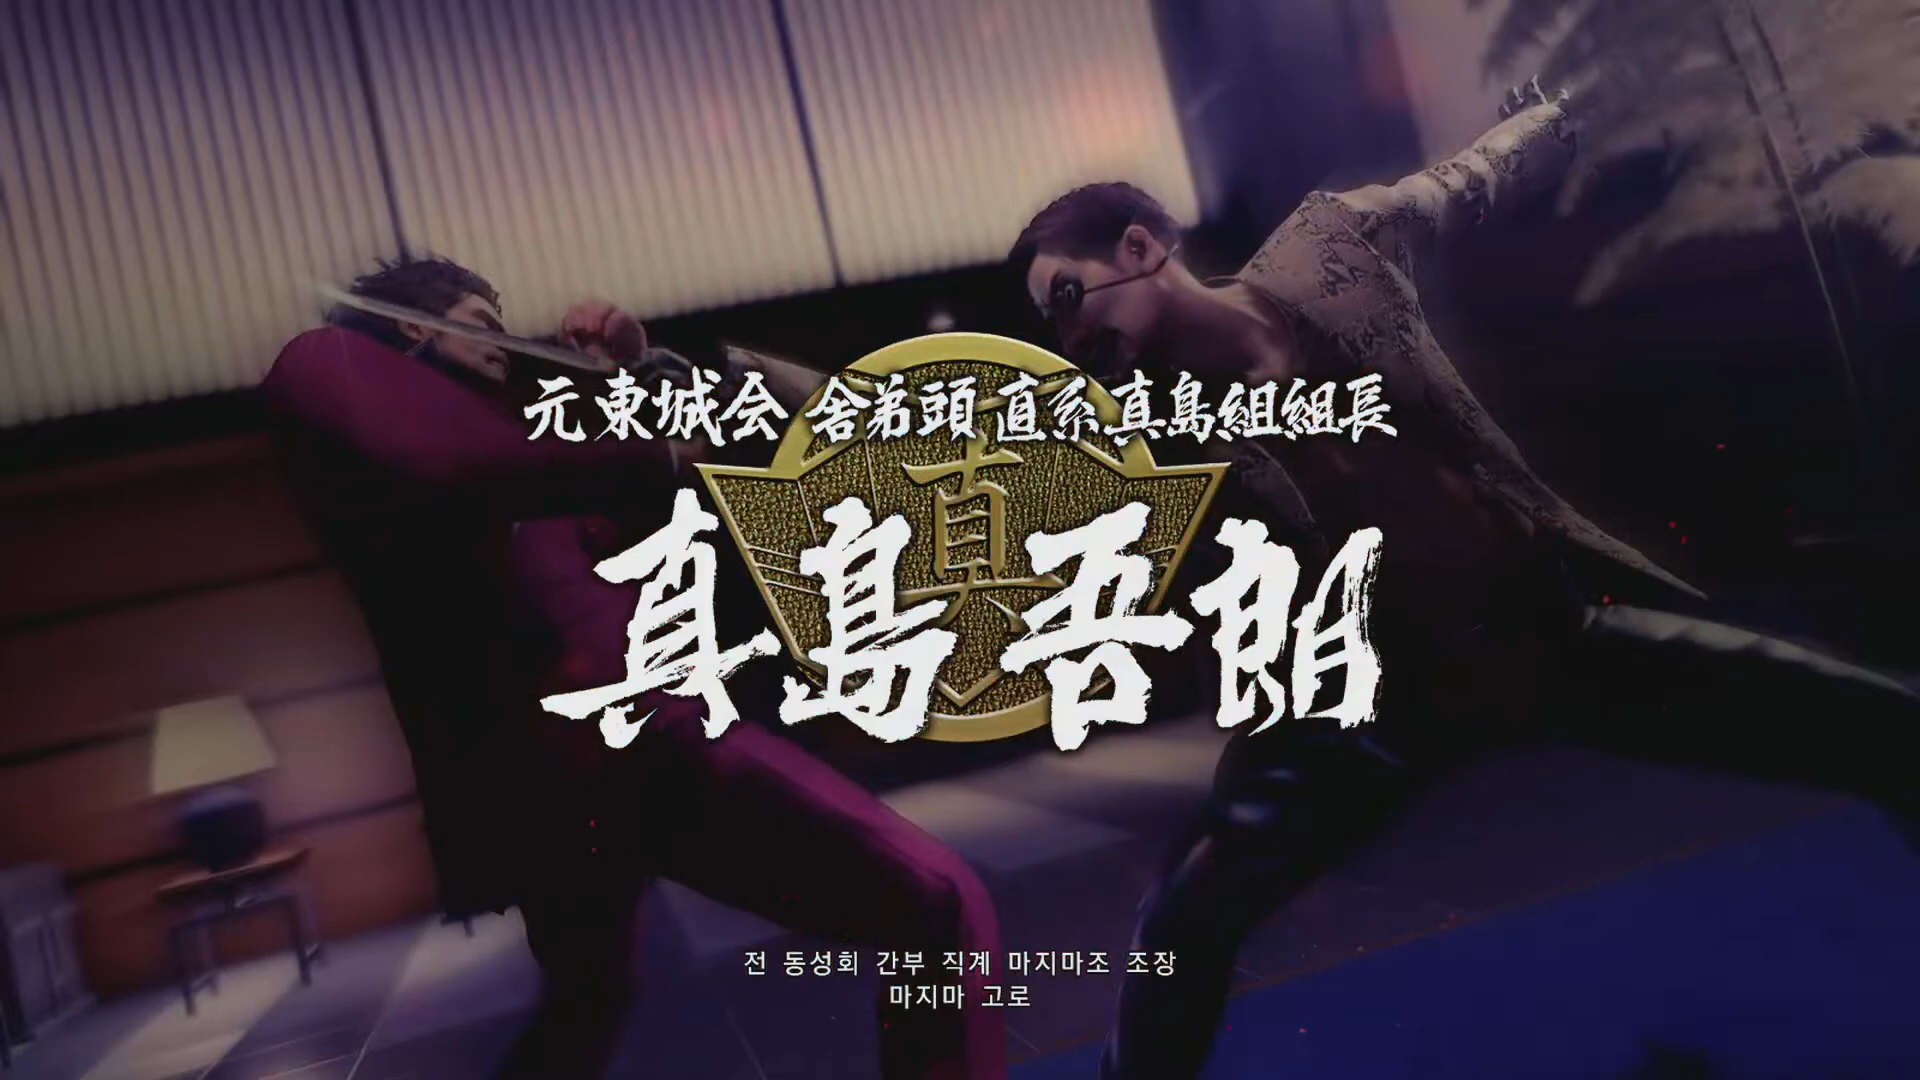 元東城会 舎弟頭 直系真島組組長
真
真島吾朗
전 동성회 간부 직계 마지마조 조장
마지마 고로